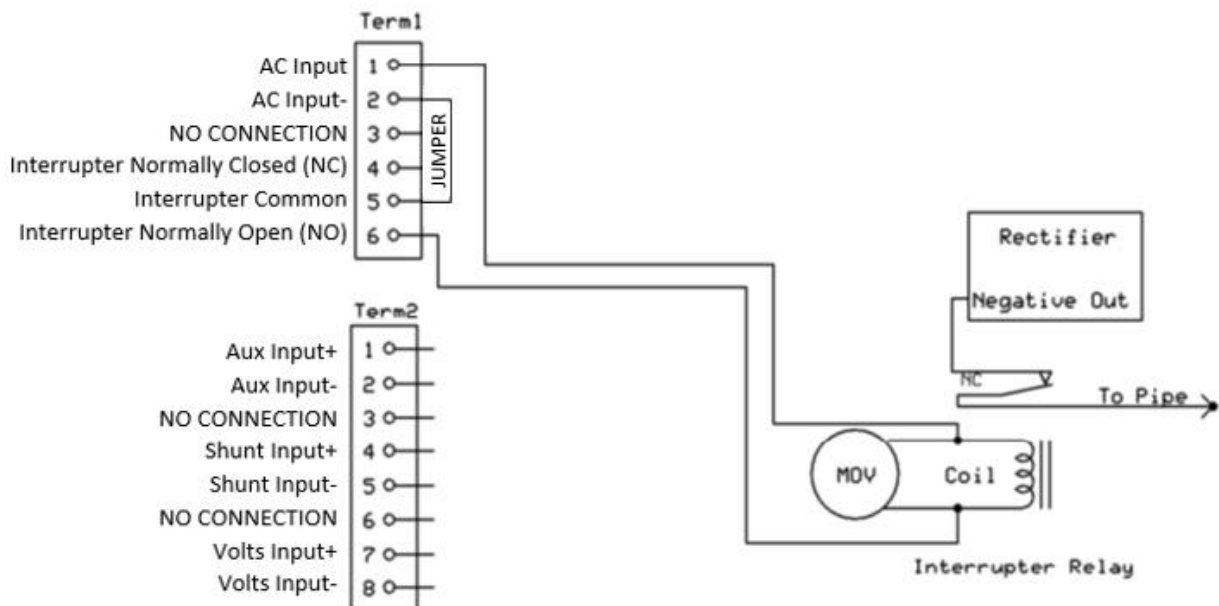 Term1
AC Input 1
AC Input- 2
NO CONNECTION 3
Interrupter Normally Closed (NC) 4
Interrupter Common 5
Interrupter Normally Open (NO) 6
JUMPER
Term2
Aux Input+ 1
Aux Input- 2
NO CONNECTION 3
Shunt Input+ 4
Shunt Input- 5
NO CONNECTION 6
Volts Input+ 7
Volts Input- 8
Rectifier
Negative Out
NC
To Pipe
MOV
Coil
Interrupter Relay